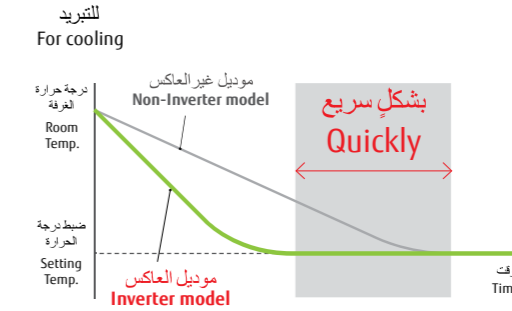 للتبريد
For cooling
درجة حرارة
الغرفة
Room
Temp.
موديل غير العاكس
Non-Inverter model
بشكلٍ سريع
Quickly
ضبط درجة
الحرارة
Setting
Temp.
موديل العاكس
Inverter model